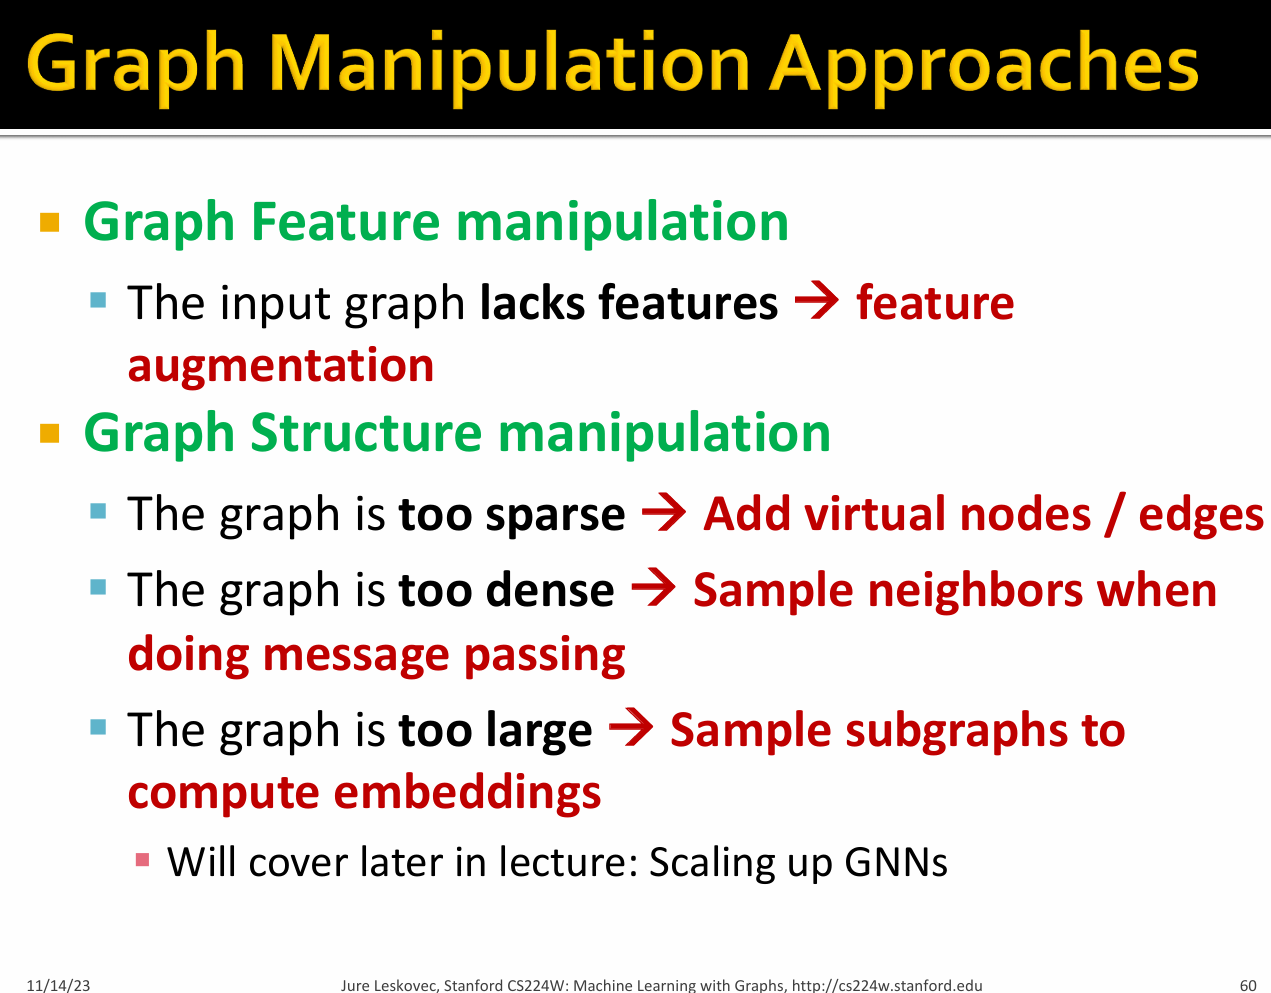 Graph Manipulation Approaches
Graph Feature manipulation
The input graph lacks features → feature
augmentation
Graph Structure manipulation
The graph is too sparse → Add virtual nodes / edges
The graph is too dense → Sample neighbors when
doing message passing
The graph is too large → Sample subgraphs to
compute embeddings
Will cover later in lecture: Scaling up GNNs
11/14/23 Jure Leskovec, Stanford CS224W: Machine Learning with Graphs, http://cs224w.stanford.edu 60